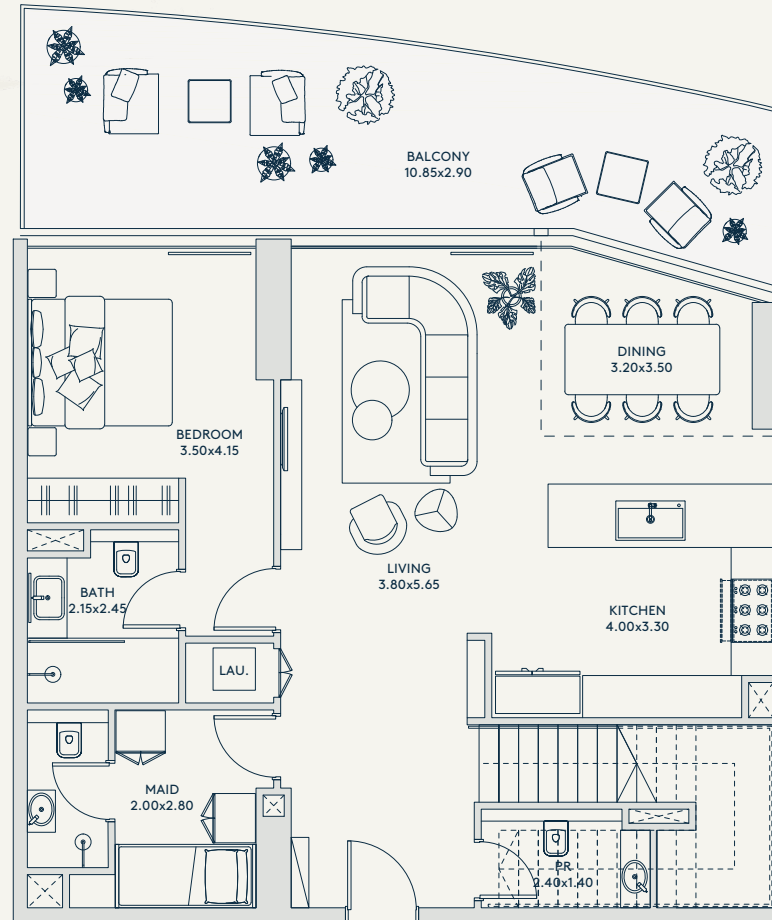 BALCONY
10.85x2.90
DINING
3.20x3.50
BEDROOM
3.50x4.15
LIVING
3.80x5.65
BATH
2.15x2.45
KITCHEN
4.00x3.30
LAU.
MAID
2.00x2.80
PR
2.40x1.40